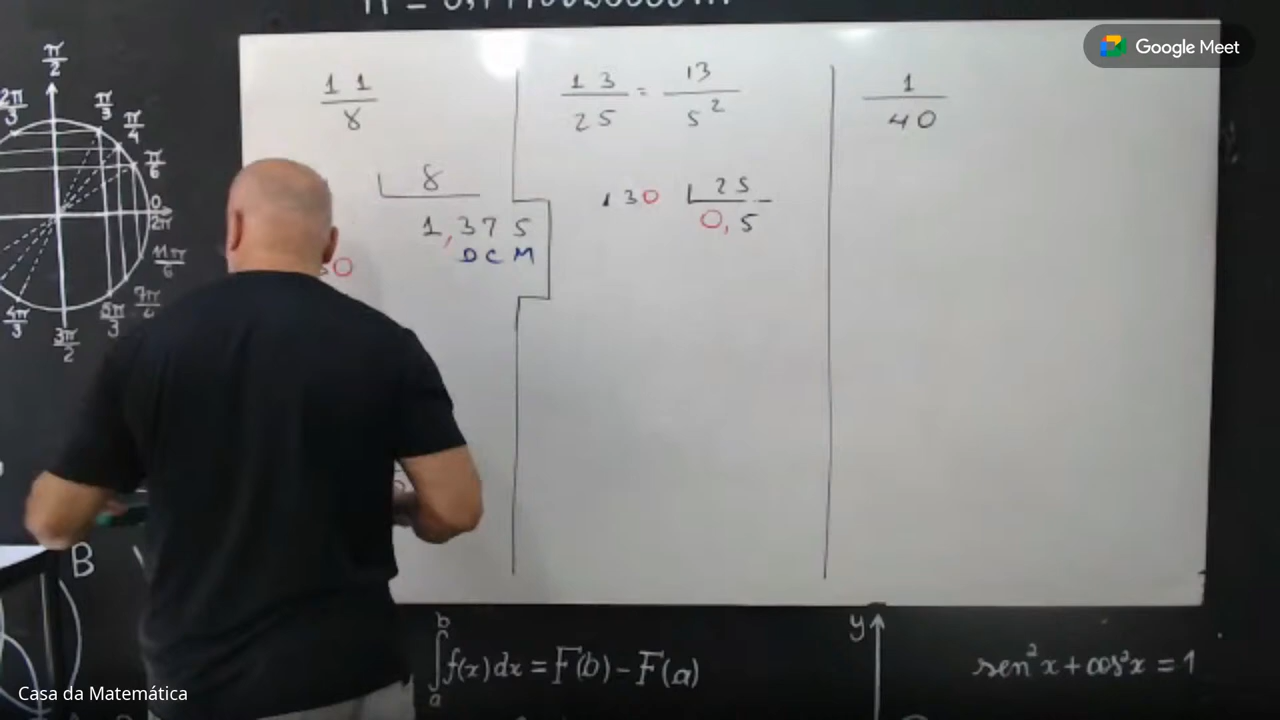 Google Meet
π/2
2π/3
π/3
π/4
π/6
0
2π
11π/6
7π/4
5π/3
3π/2
4π/3
11/8
8
1,375
DCM
0
13/25 = 13/5²
130 25
0,5
1/40
B
∫ₐᵇ f(x)dx = F(b) - F(a)
y
sen²x + cos²x = 1
Casa da Matemática